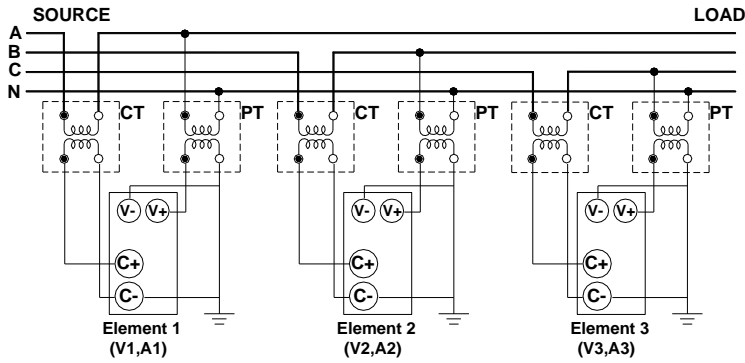 SOURCE LOAD
A
B
C
N
CT PT CT PT CT PT
V- V+ V- V+ V- V+
C+ C+ C+
C- C- C-
Element 1 Element 2 Element 3
(V1,A1) (V2,A2) (V3,A3)